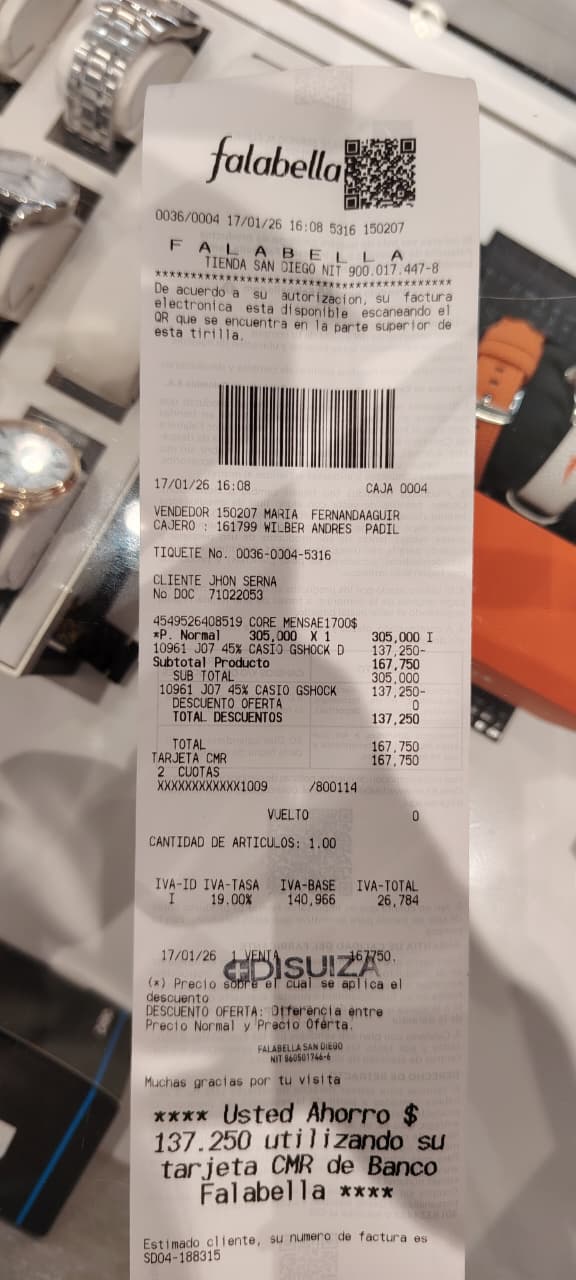 falabella
0036/0004 17/01/26 16:08 5316 150207
F A L A B E L L A
TIENDA SAN DIEGO NIT 900.017.447-8
****************************************************
De acuerdo a su autorizacion, su factura
electronica esta disponible escaneando el
QR que se encuentra en la parte superior de
esta tirilla.
17/01/26 16:08 CAJA 0004
VENDEDOR 150207 MARIA FERNANDAAGUIR
CAJERO : 161799 WILBER ANDRES PADIL
TIQUETE No. 0036-0004-5316
CLIENTE JHON SERNA
No DOC 71022053
4549526408519 CORE MENSAE1700$
*P. Normal 305,000 X 1 305,000 I
10961 J07 45% CASIO GSHOCK D 137,250-
Subtotal Producto 167,750
SUB TOTAL 305,000
10961 J07 45% CASIO GSHOCK 137,250-
DESCUENTO OFERTA 0
TOTAL DESCUENTOS 137,250
TOTAL 167,750
TARJETA CMR 167,750
2 CUOTAS
XXXXXXXXXXXX1009 /800114
VUELTO 0
CANTIDAD DE ARTICULOS: 1.00
IVA-ID IVA-TASA IVA-BASE IVA-TOTAL
I 19.00% 140,966 26,784
17/01/26 1 VENTA 167750.
DISUIZA
(*) Precio sobre el cual se aplica el
descuento
DESCUENTO OFERTA: Diferencia entre
Precio Normal y Precio Oferta.
FALABELLA SAN DIEGO
NIT 860501746-6
Muchas gracias por tu visita
**** Usted Ahorro $
137.250 utilizando su
tarjeta CMR de Banco
Falabella ****
Estimado cliente, su numero de factura es
SD04-188315